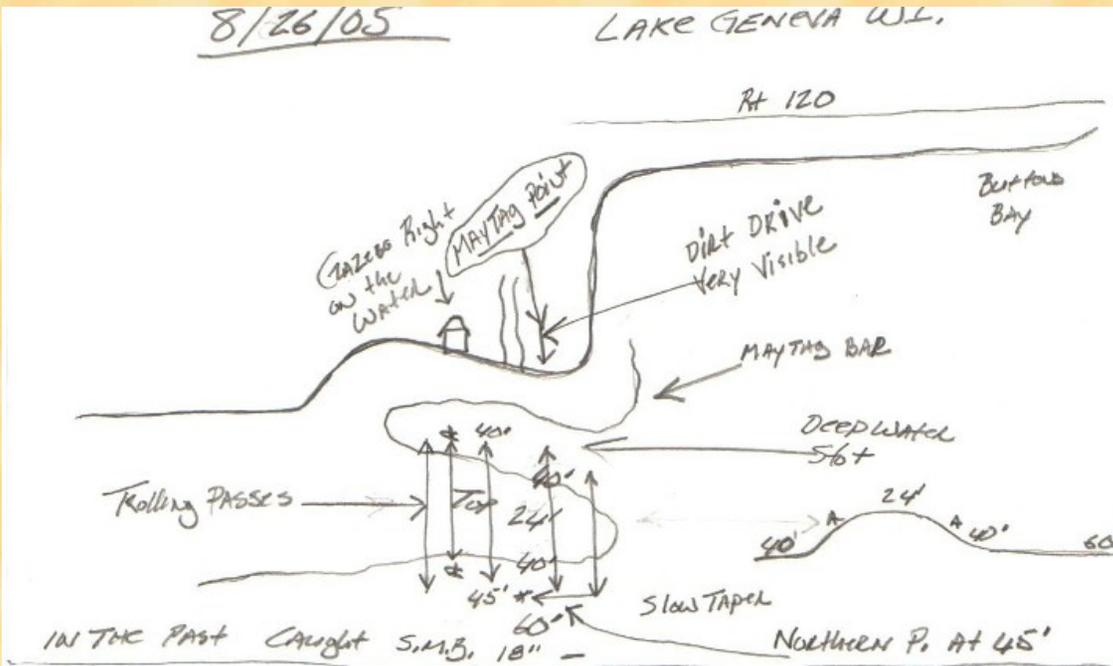 8/26/05 LAKE GENEVA WI.
Rt 120
BAY
MAYTAG POINT
GAZEBO Right
on the
WATER
DIRT DRIVE
Very Visible
MAYTAG BAR
DEEP WATER
56+
Trolling PASSES
* 40'
Top
40'
24'
40'
*
45' *
60'
24'
40' A A 40' 60
Slow TAPER
IN THE PAST CAUGHT S.M.B. 18" –
NORTHERN P. AT 45'